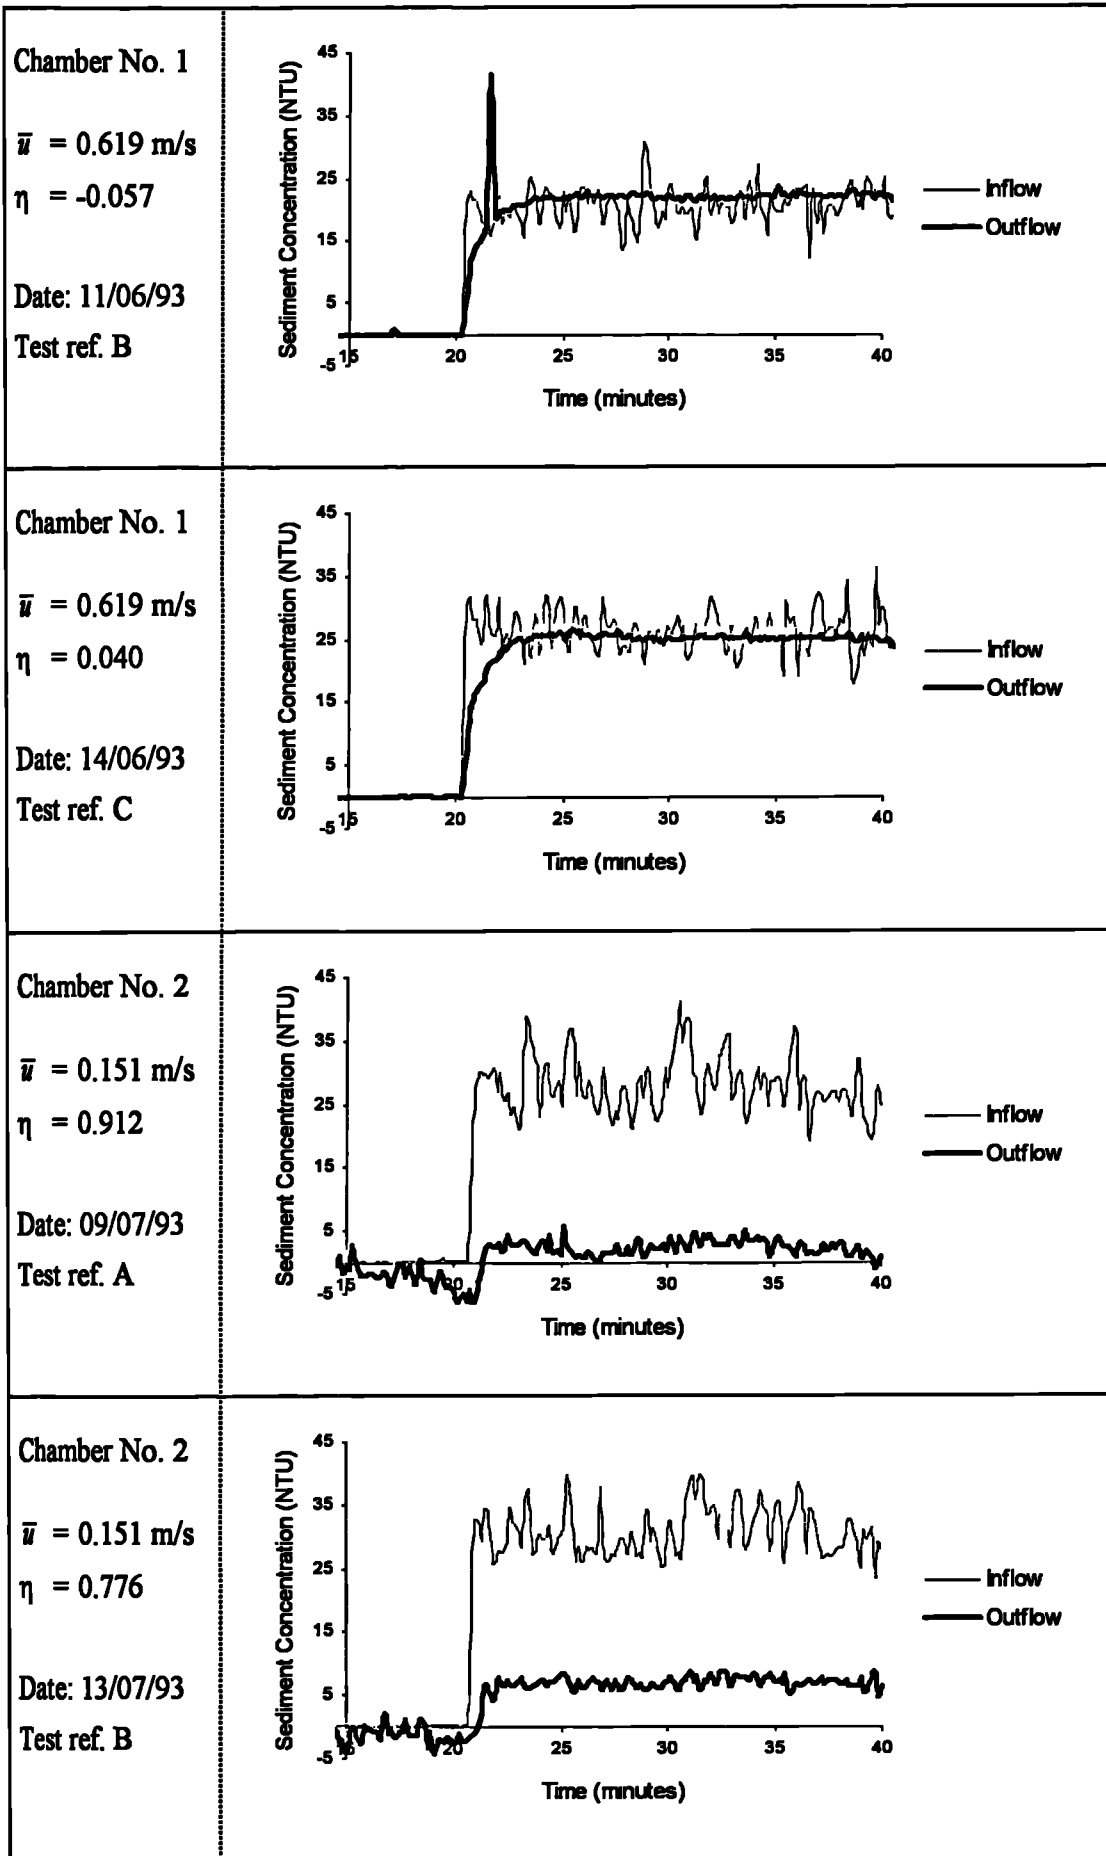 Chamber No. 1
ū = 0.619 m/s
η = -0.057
Date: 11/06/93
Test ref. B
Sediment Concentration (NTU)
45
35
25
15
5
-5
15 20 25 30 35 40
Time (minutes)
Inflow
Outflow
Chamber No. 1
ū = 0.619 m/s
η = 0.040
Date: 14/06/93
Test ref. C
Sediment Concentration (NTU)
45
35
25
15
5
-5
15 20 25 30 35 40
Time (minutes)
Inflow
Outflow
Chamber No. 2
ū = 0.151 m/s
η = 0.912
Date: 09/07/93
Test ref. A
Sediment Concentration (NTU)
45
35
25
15
5
-5
15 20 25 30 35 40
Time (minutes)
Inflow
Outflow
Chamber No. 2
ū = 0.151 m/s
η = 0.776
Date: 13/07/93
Test ref. B
Sediment Concentration (NTU)
45
35
25
15
5
-5
15 20 25 30 35 40
Time (minutes)
Inflow
Outflow